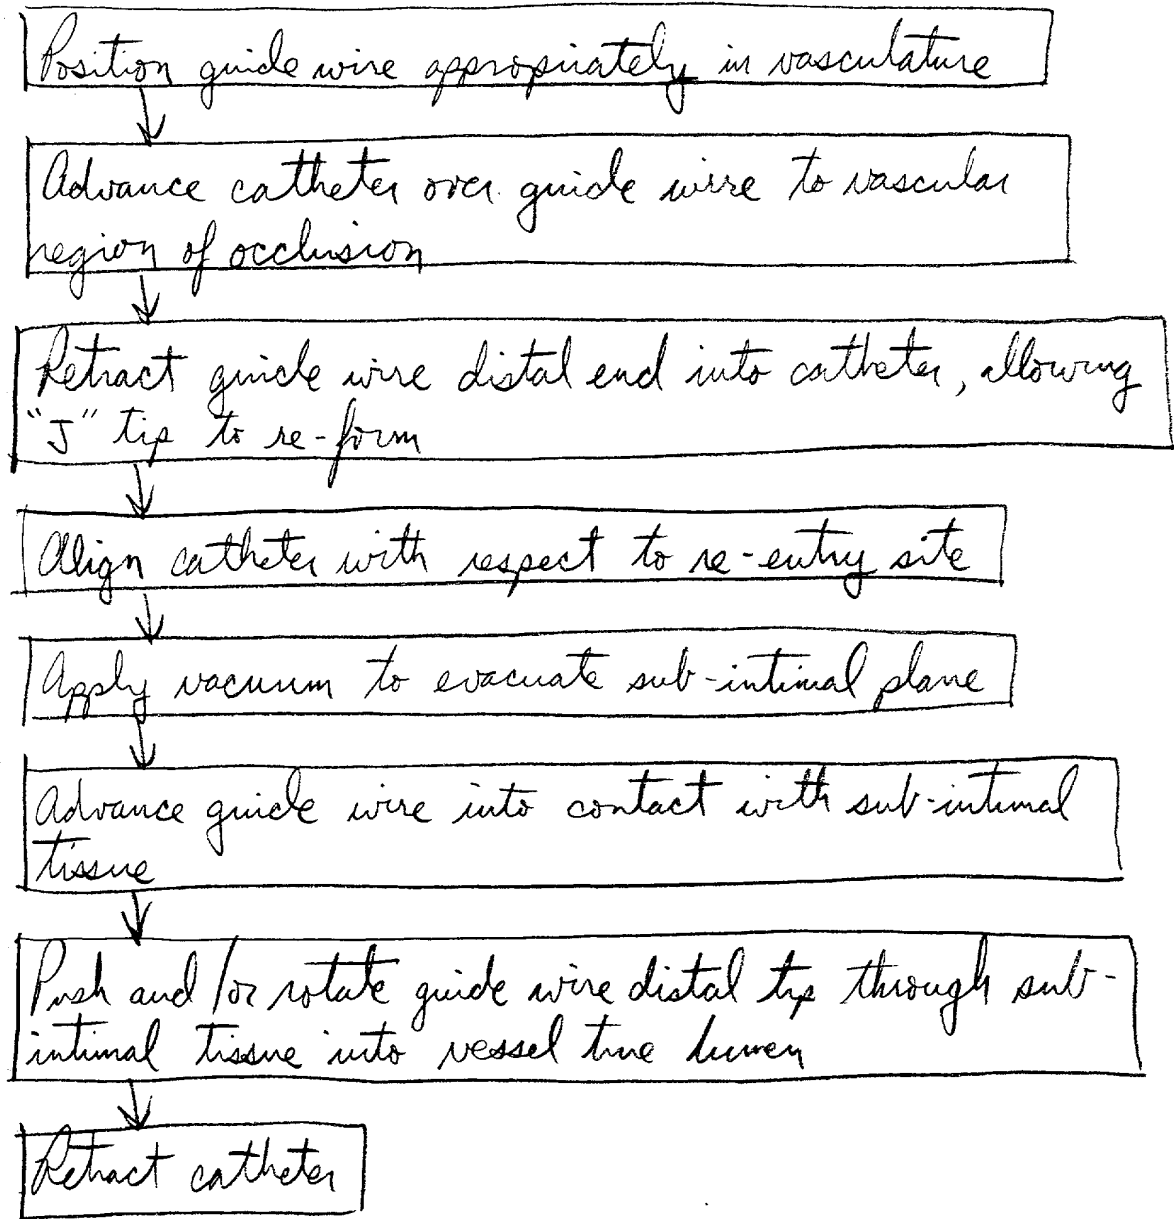 Position guide wire appropriately in vasculature
Advance catheter over guide wire to vascular
region of occlusion
Retract guide wire distal end into catheter, allowing
"J" tip to re-form
Align catheter with respect to re-entry site
Apply vacuum to evacuate sub-intimal plane
Advance guide wire into contact with sub-intimal
tissue
Push and/or rotate guide wire distal tip through sub-
intimal tissue into vessel true lumen
Retract catheter